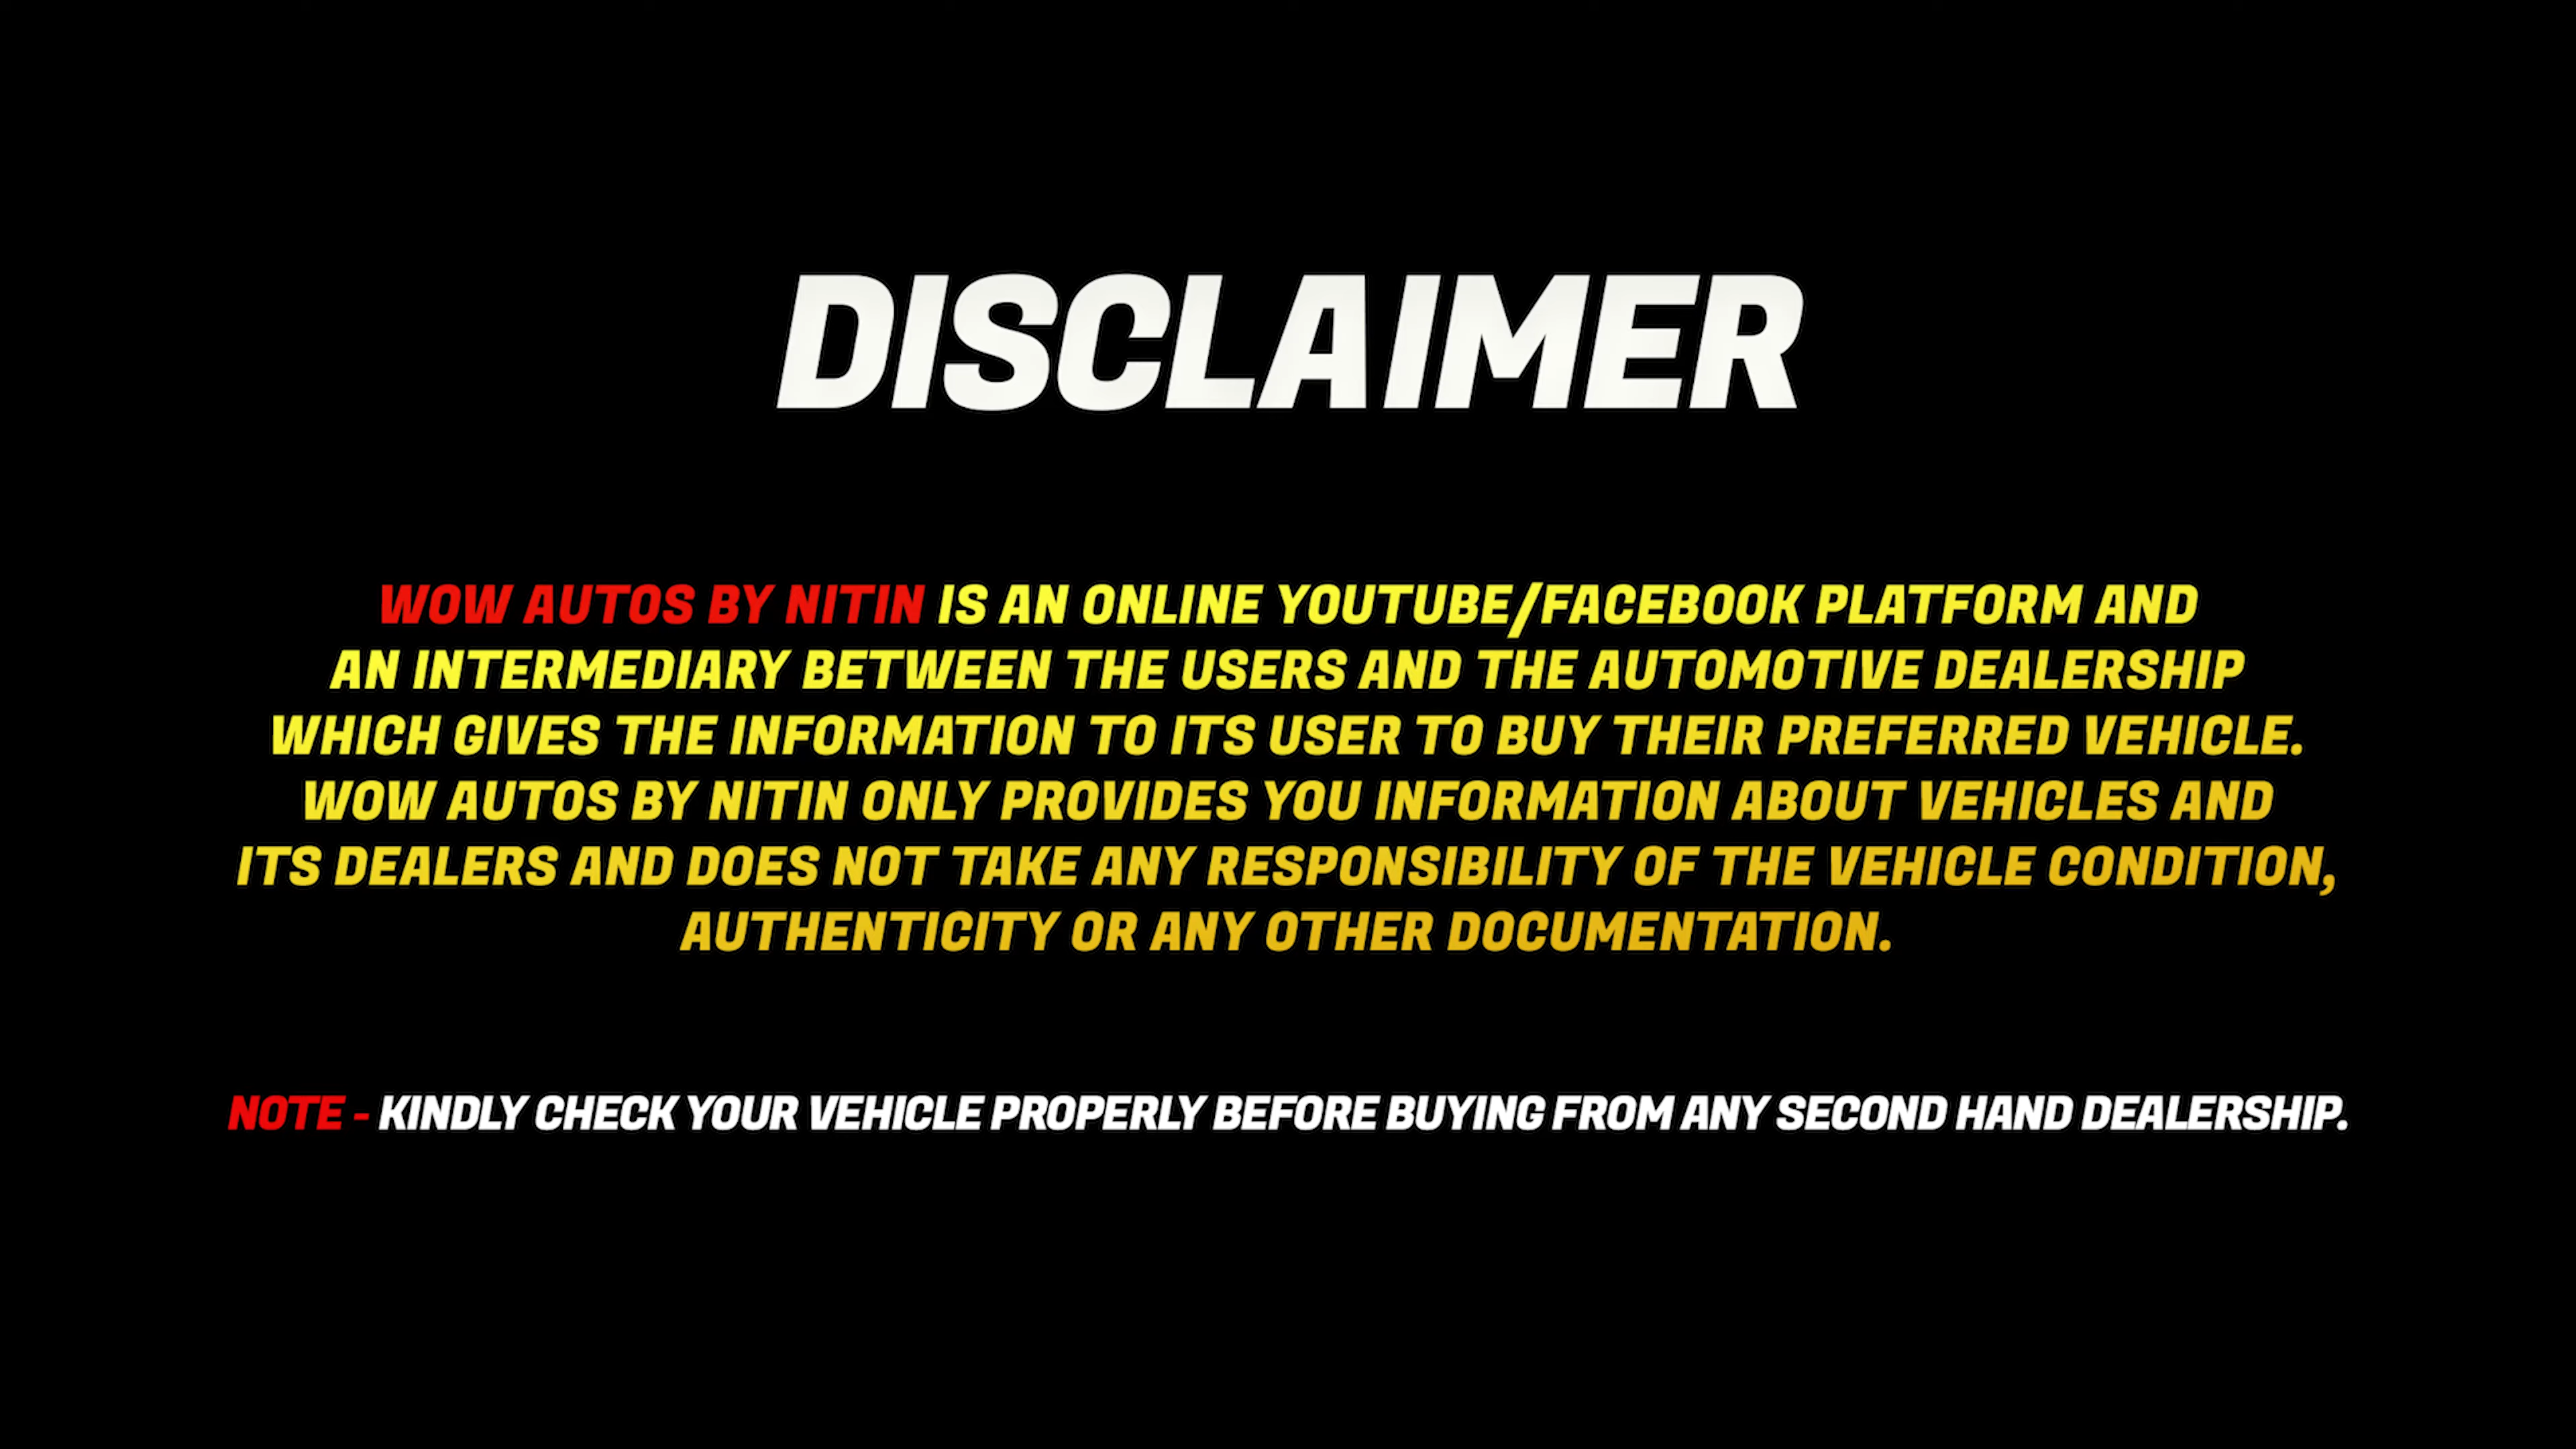 DISCLAIMER
WOW AUTOS BY NITIN IS AN ONLINE YOUTUBE/FACEBOOK PLATFORM AND
AN INTERMEDIARY BETWEEN THE USERS AND THE AUTOMOTIVE DEALERSHIP
WHICH GIVES THE INFORMATION TO ITS USER TO BUY THEIR PREFERRED VEHICLE.
WOW AUTOS BY NITIN ONLY PROVIDES YOU INFORMATION ABOUT VEHICLES AND
ITS DEALERS AND DOES NOT TAKE ANY RESPONSIBILITY OF THE VEHICLE CONDITION,
AUTHENTICITY OR ANY OTHER DOCUMENTATION.
NOTE - KINDLY CHECK YOUR VEHICLE PROPERLY BEFORE BUYING FROM ANY SECOND HAND DEALERSHIP.